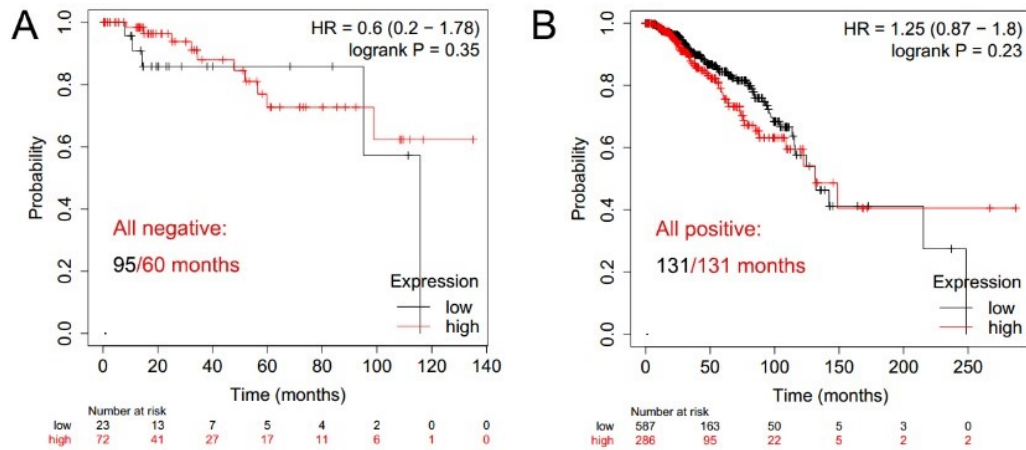 A
HR = 0.6 (0.2 − 1.78)
logrank P = 0.35
Probability
1.0
0.8
0.6
0.4
0.2
0.0
All negative:
95/60 months
Expression
low
high
0 20 40 60 80 100 120 140
Time (months)
Number at risk
low 23 13 7 5 4 2 0 0
high 72 41 27 17 11 6 1 0
B
HR = 1.25 (0.87 − 1.8)
logrank P = 0.23
Probability
1.0
0.8
0.6
0.4
0.2
0.0
All positive:
131/131 months
Expression
low
high
0 50 100 150 200 250
Time (months)
Number at risk
low 587 163 50 5 3 0
high 286 95 22 5 2 2